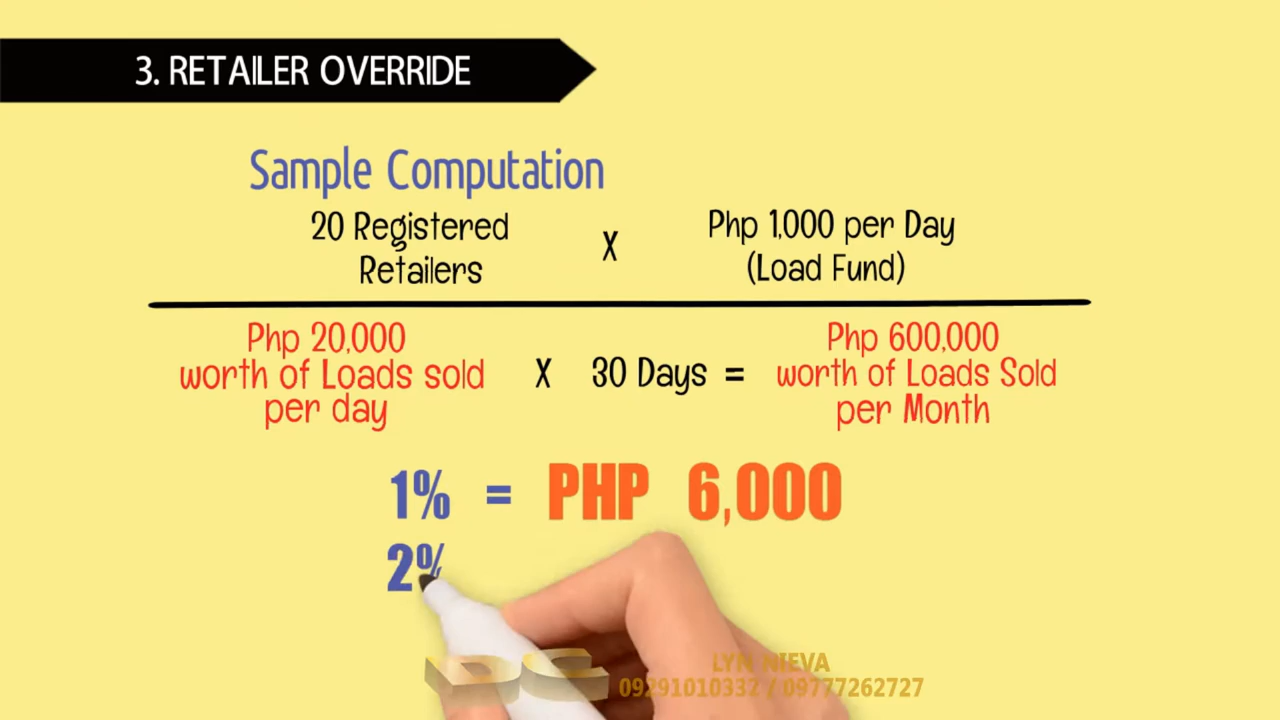 3. RETAILER OVERRIDE
Sample Computation
20 Registered
Retailers
X
Php 1,000 per Day
(Load Fund)
Php 20,000
worth of Loads sold
per day
X 30 Days =
Php 600,000
worth of Loads Sold
per Month
1% = PHP 6,000
2%
LYN NIEVA
09291010332 / 09777262727